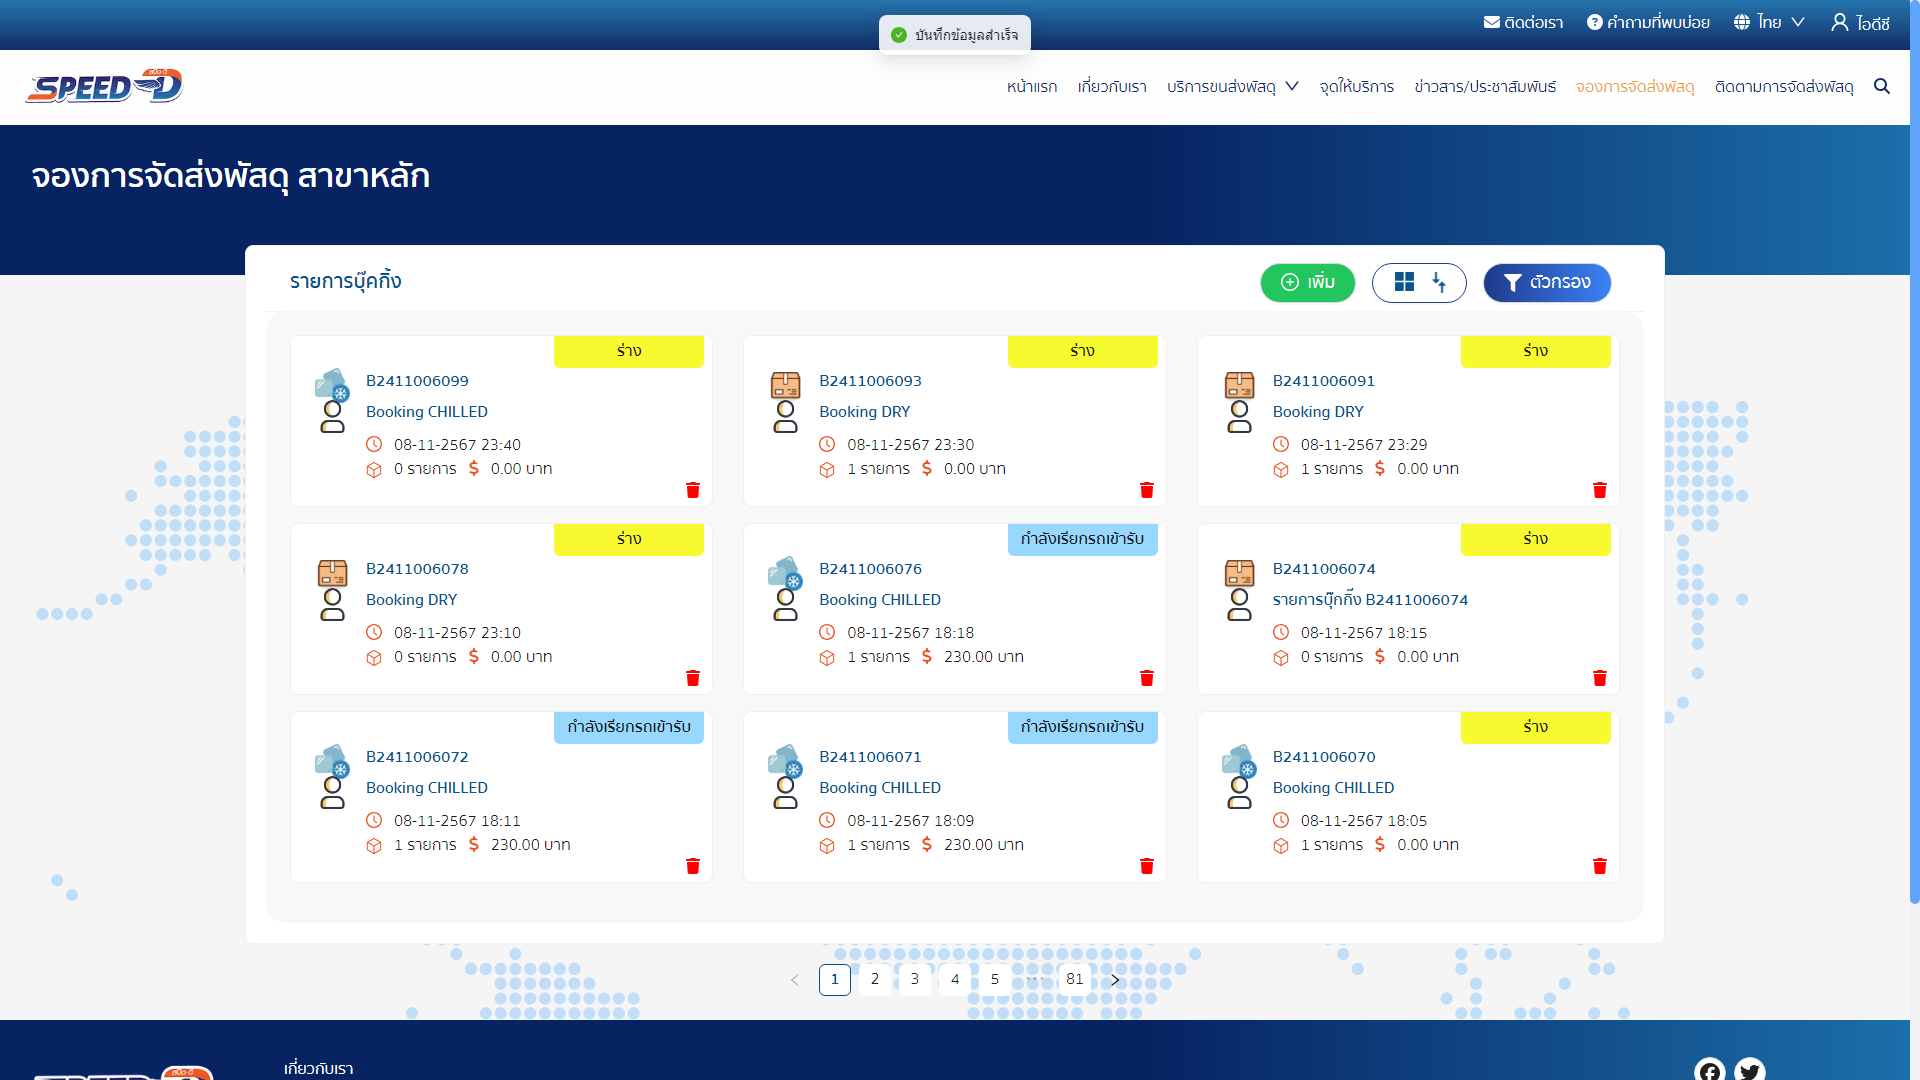 ติดต่อเรา
คำถามที่พบบ่อย
ไทย
ไอดีซี
บันทึกข้อมูลสำเร็จ
สปีด-ดี
SPEED-D
หน้าแรก
เกี่ยวกับเรา
บริการขนส่งพัสดุ
จุดให้บริการ
ข่าวสาร/ประชาสัมพันธ์
จองการจัดส่งพัสดุ
ติดตามการจัดส่งพัสดุ
จองการจัดส่งพัสดุ สาขาหลัก
รายการบุ๊คกิ้ง
เพิ่ม
ตัวกรอง
ร่าง
B2411006099
Booking CHILLED
08-11-2567 23:40
0 รายการ $ 0.00 บาท
ร่าง
B2411006093
Booking DRY
08-11-2567 23:30
1 รายการ $ 0.00 บาท
ร่าง
B2411006091
Booking DRY
08-11-2567 23:29
1 รายการ $ 0.00 บาท
ร่าง
B2411006078
Booking DRY
08-11-2567 23:10
0 รายการ $ 0.00 บาท
กำลังเรียกรถเข้ารับ
B2411006076
Booking CHILLED
08-11-2567 18:18
1 รายการ $ 230.00 บาท
ร่าง
B2411006074
รายการบุ๊กกิ๊ง B2411006074
08-11-2567 18:15
0 รายการ $ 0.00 บาท
กำลังเรียกรถเข้ารับ
B2411006072
Booking CHILLED
08-11-2567 18:11
1 รายการ $ 230.00 บาท
กำลังเรียกรถเข้ารับ
B2411006071
Booking CHILLED
08-11-2567 18:09
1 รายการ $ 230.00 บาท
ร่าง
B2411006070
Booking CHILLED
08-11-2567 18:05
1 รายการ $ 0.00 บาท
< 1 2 3 4 5 ••• 81 >
เกี่ยวกับเรา
สปีด-ดี